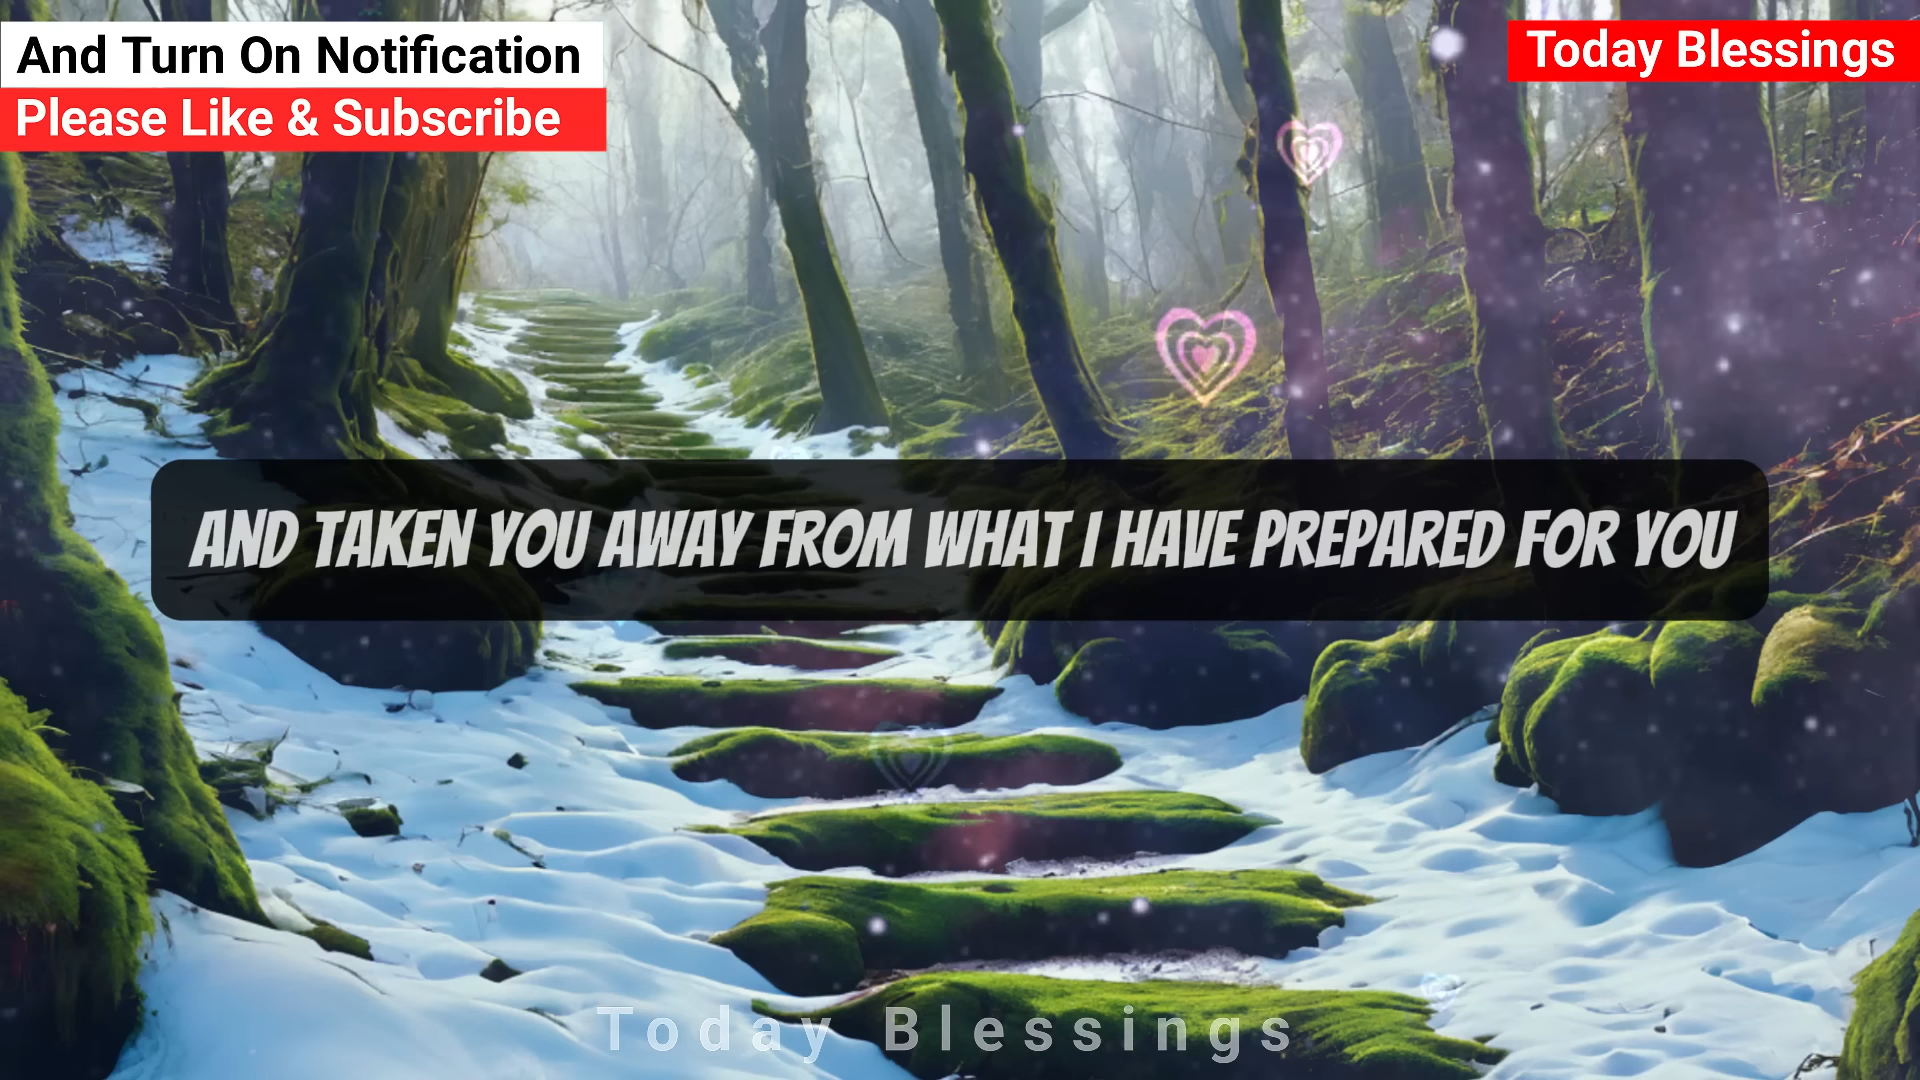 And Turn On Notification
Please Like & Subscribe
Today Blessings
AND TAKEN YOU AWAY FROM WHAT I HAVE PREPARED FOR YOU
Today Blessings